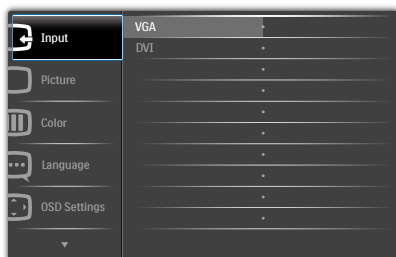 Input
VGA
DVI
Picture
Color
Language
OSD Settings